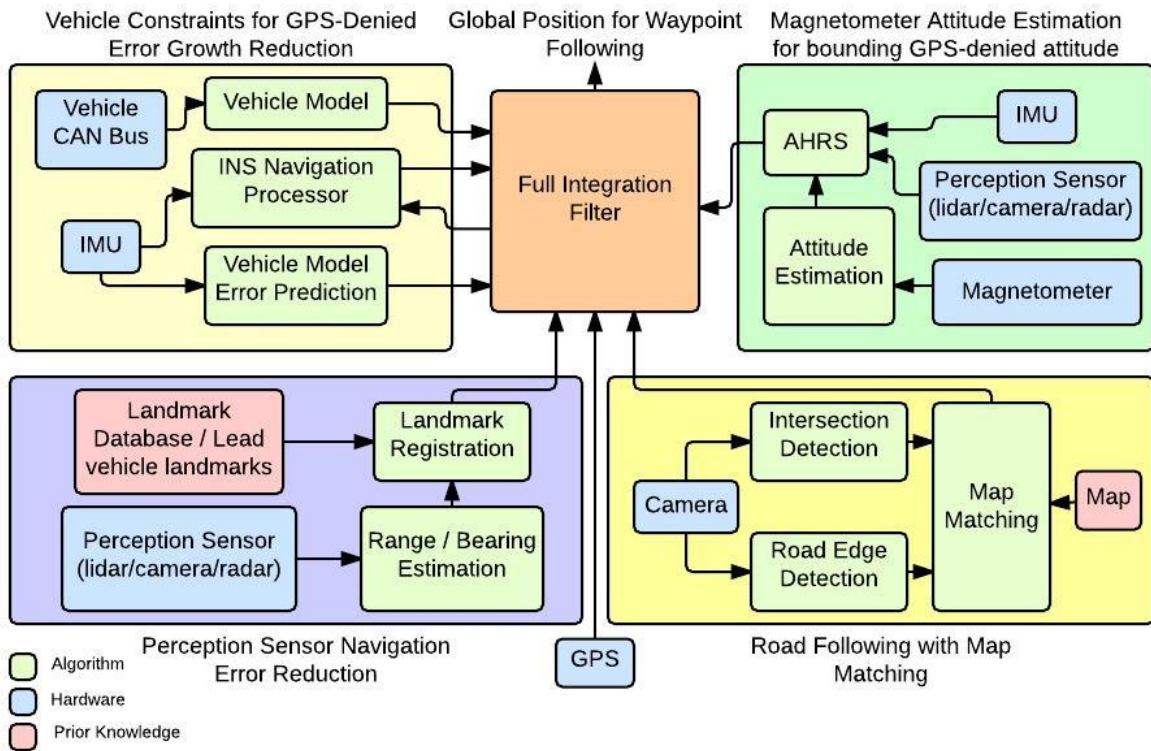 Vehicle Constraints for GPS-Denied
Error Growth Reduction
Vehicle
CAN Bus
Vehicle Model
INS Navigation
Processor
IMU
Vehicle Model
Error Prediction
Global Position for Waypoint
Following
Full Integration
Filter
Magnetometer Attitude Estimation
for bounding GPS-denied attitude
IMU
AHRS
Perception Sensor
(lidar/camera/radar)
Attitude
Estimation
Magnetometer
Landmark
Database / Lead
vehicle landmarks
Landmark
Registration
Perception Sensor
(lidar/camera/radar)
Range / Bearing
Estimation
Perception Sensor Navigation
Error Reduction
GPS
Intersection
Detection
Camera
Road Edge
Detection
Map
Matching
Map
Road Following with Map
Matching
Algorithm
Hardware
Prior Knowledge